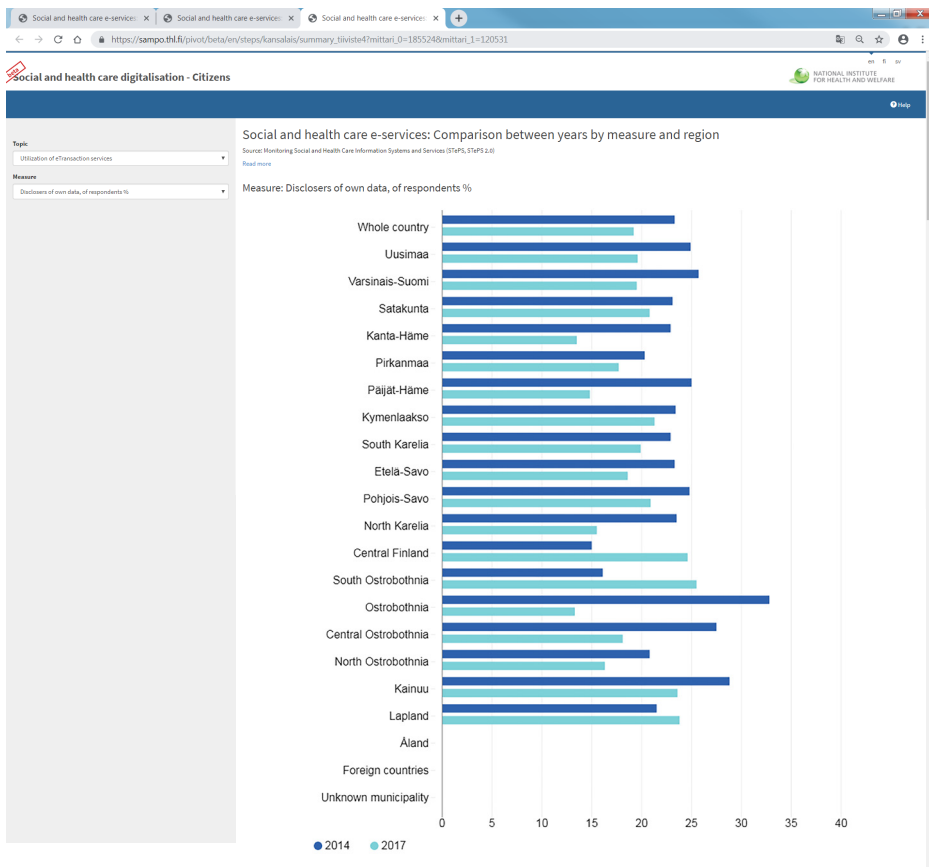 Social and health care e-services
Social and health care e-services
Social and health care e-services
https://sampo.thl.fi/pivot/beta/en/steps/kansalais/summary_tiiviste4?mittari_0=185524&mittari_1=120531
en fi sv
beta
Social and health care digitalisation - Citizens
NATIONAL INSTITUTE
FOR HEALTH AND WELFARE
Help
Topic
Utilization of eTransaction services
Measure
Disclosers of own data, of respondents %
Social and health care e-services: Comparison between years by measure and region
Source: Monitoring Social and Health Care Information Systems and Services (STePS, STePS 2.0)
Read more
Measure: Disclosers of own data, of respondents %
Whole country
Uusimaa
Varsinais-Suomi
Satakunta
Kanta-Häme
Pirkanmaa
Päijät-Häme
Kymenlaakso
South Karelia
Etelä-Savo
Pohjois-Savo
North Karelia
Central Finland
South Ostrobothnia
Ostrobothnia
Central Ostrobothnia
North Ostrobothnia
Kainuu
Lapland
Åland
Foreign countries
Unknown municipality
0 5 10 15 20 25 30 35 40
2014 2017